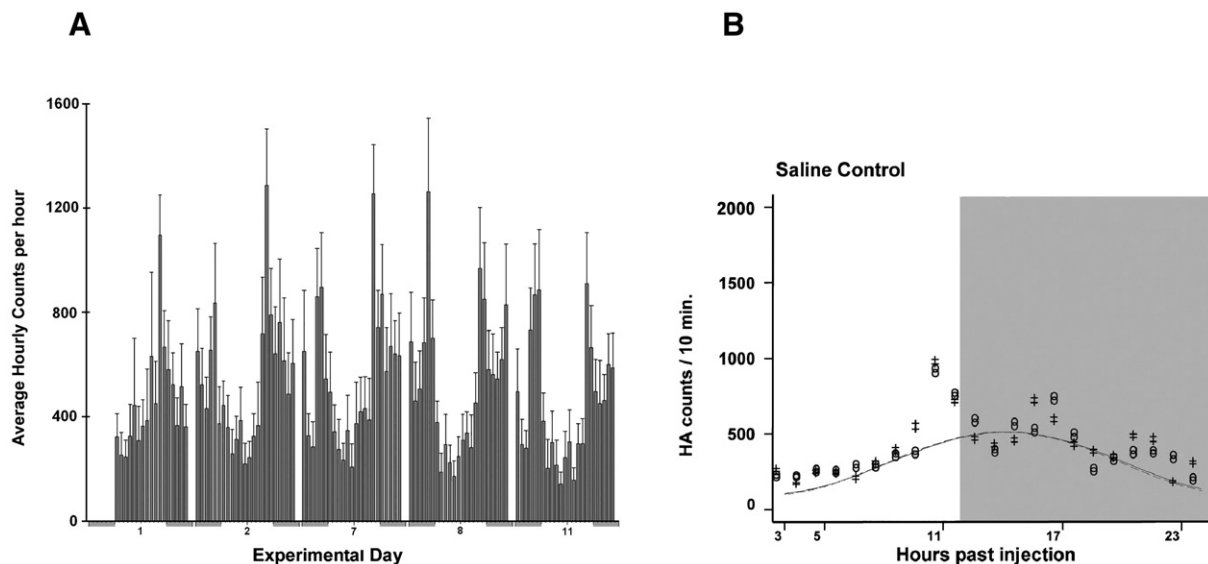 A
1600
1200
800
400
0
Average Hourly Counts per hour
1 2 7 8 11
Experimental Day
B
Saline Control
2000
1500
1000
500
0
HA counts / 10 min.
3 5 11 17 23
Hours past injection